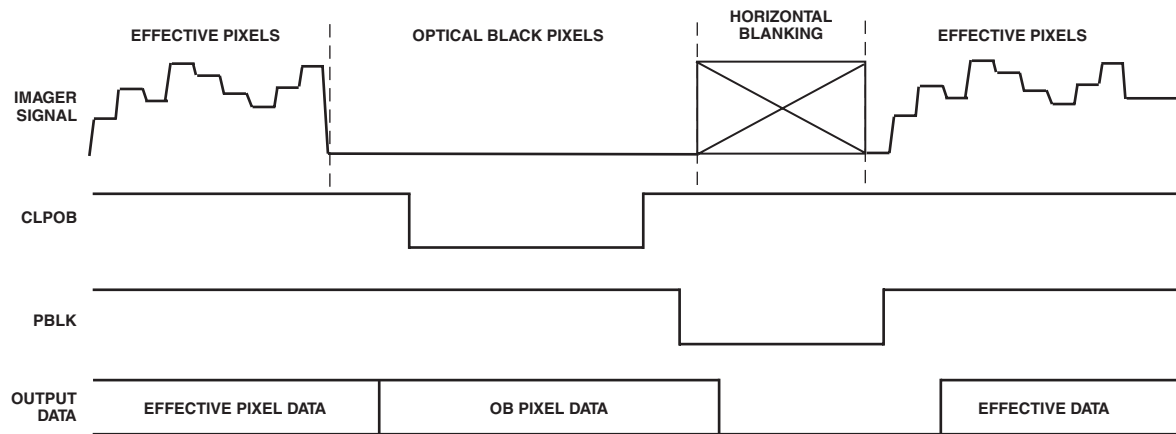 EFFECTIVE PIXELS
OPTICAL BLACK PIXELS
HORIZONTAL
BLANKING
EFFECTIVE PIXELS
IMAGER
SIGNAL
CLPOB
PBLK
OUTPUT
DATA
EFFECTIVE PIXEL DATA
OB PIXEL DATA
EFFECTIVE DATA